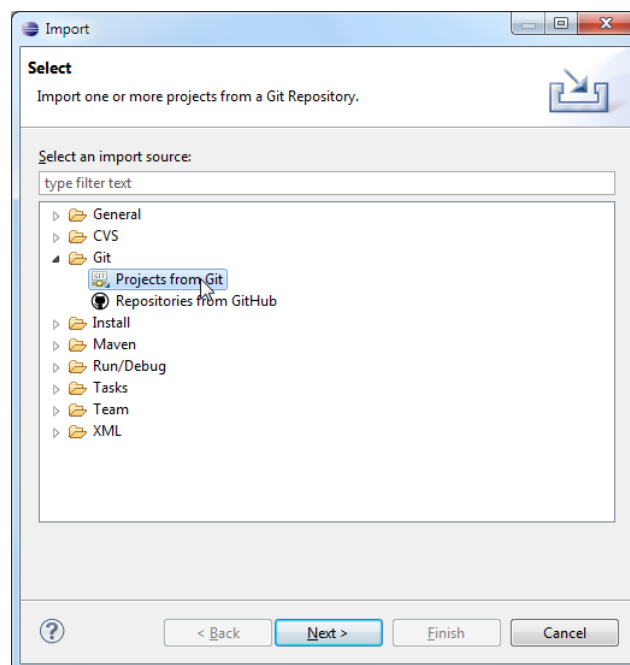 Import
Select
Import one or more projects from a Git Repository.
Select an import source:
type filter text
General
CVS
Git
GIT Projects from Git
Repositories from GitHub
Install
Maven
Run/Debug
Tasks
Team
XML
? < Back Next > Finish Cancel